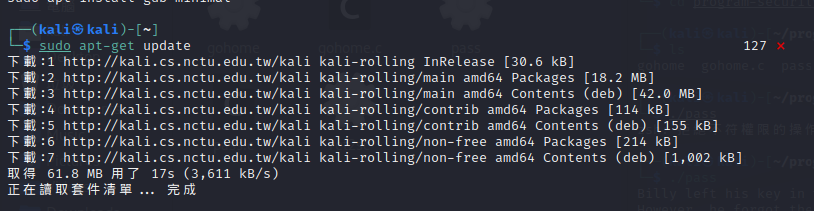 sudo apt install gdb-minimal
┌──(kali㉿kali)-[~]
└─$ sudo apt-get update 127 ⨯
下載:1 http://kali.cs.nctu.edu.tw/kali kali-rolling InRelease [30.6 kB]
下載:2 http://kali.cs.nctu.edu.tw/kali kali-rolling/main amd64 Packages [18.2 MB]
下載:3 http://kali.cs.nctu.edu.tw/kali kali-rolling/main amd64 Contents (deb) [42.0 MB]
下載:4 http://kali.cs.nctu.edu.tw/kali kali-rolling/contrib amd64 Packages [114 kB]
下載:5 http://kali.cs.nctu.edu.tw/kali kali-rolling/contrib amd64 Contents (deb) [155 kB]
下載:6 http://kali.cs.nctu.edu.tw/kali kali-rolling/non-free amd64 Packages [214 kB]
下載:7 http://kali.cs.nctu.edu.tw/kali kali-rolling/non-free amd64 Contents (deb) [1,002 kB]
取得 61.8 MB 用了 17s (3,611 kB/s)
正在讀取套件清單... 完成
gohome gohome.c pass
Billy left his key in